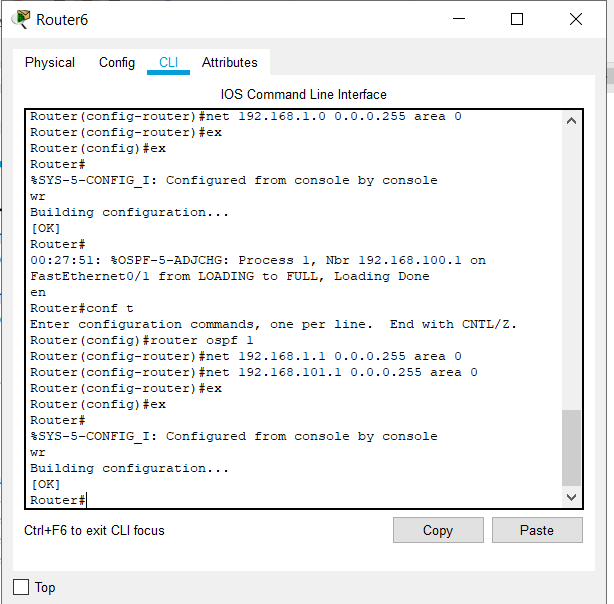 Router6
Physical Config CLI Attributes
IOS Command Line Interface
Router(config-router)#net 192.168.1.0 0.0.0.255 area 0
Router(config-router)#ex
Router(config)#ex
Router#
%SYS-5-CONFIG_I: Configured from console by console
wr
Building configuration...
[OK]
Router#
00:27:51: %OSPF-5-ADJCHG: Process 1, Nbr 192.168.100.1 on
FastEthernet0/1 from LOADING to FULL, Loading Done
en
Router#conf t
Enter configuration commands, one per line.  End with CNTL/Z.
Router(config)#router ospf 1
Router(config-router)#net 192.168.1.1 0.0.0.255 area 0
Router(config-router)#net 192.168.101.1 0.0.0.255 area 0
Router(config-router)#ex
Router(config)#ex
Router#
%SYS-5-CONFIG_I: Configured from console by console
wr
Building configuration...
[OK]
Router#
Ctrl+F6 to exit CLI focus Copy Paste
Top